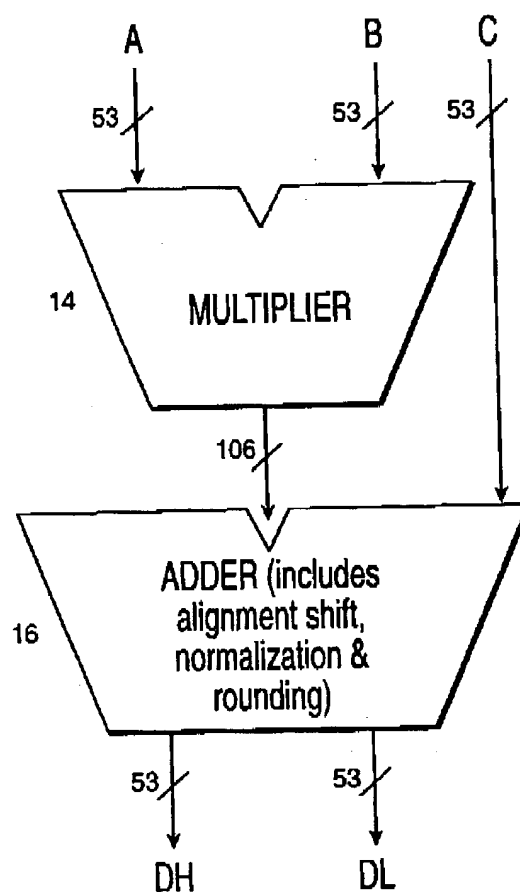 A B C
53 53 53
14
MULTIPLIER
106
ADDER (includes
alignment shift,
normalization &
rounding)
16
53 53
DH DL